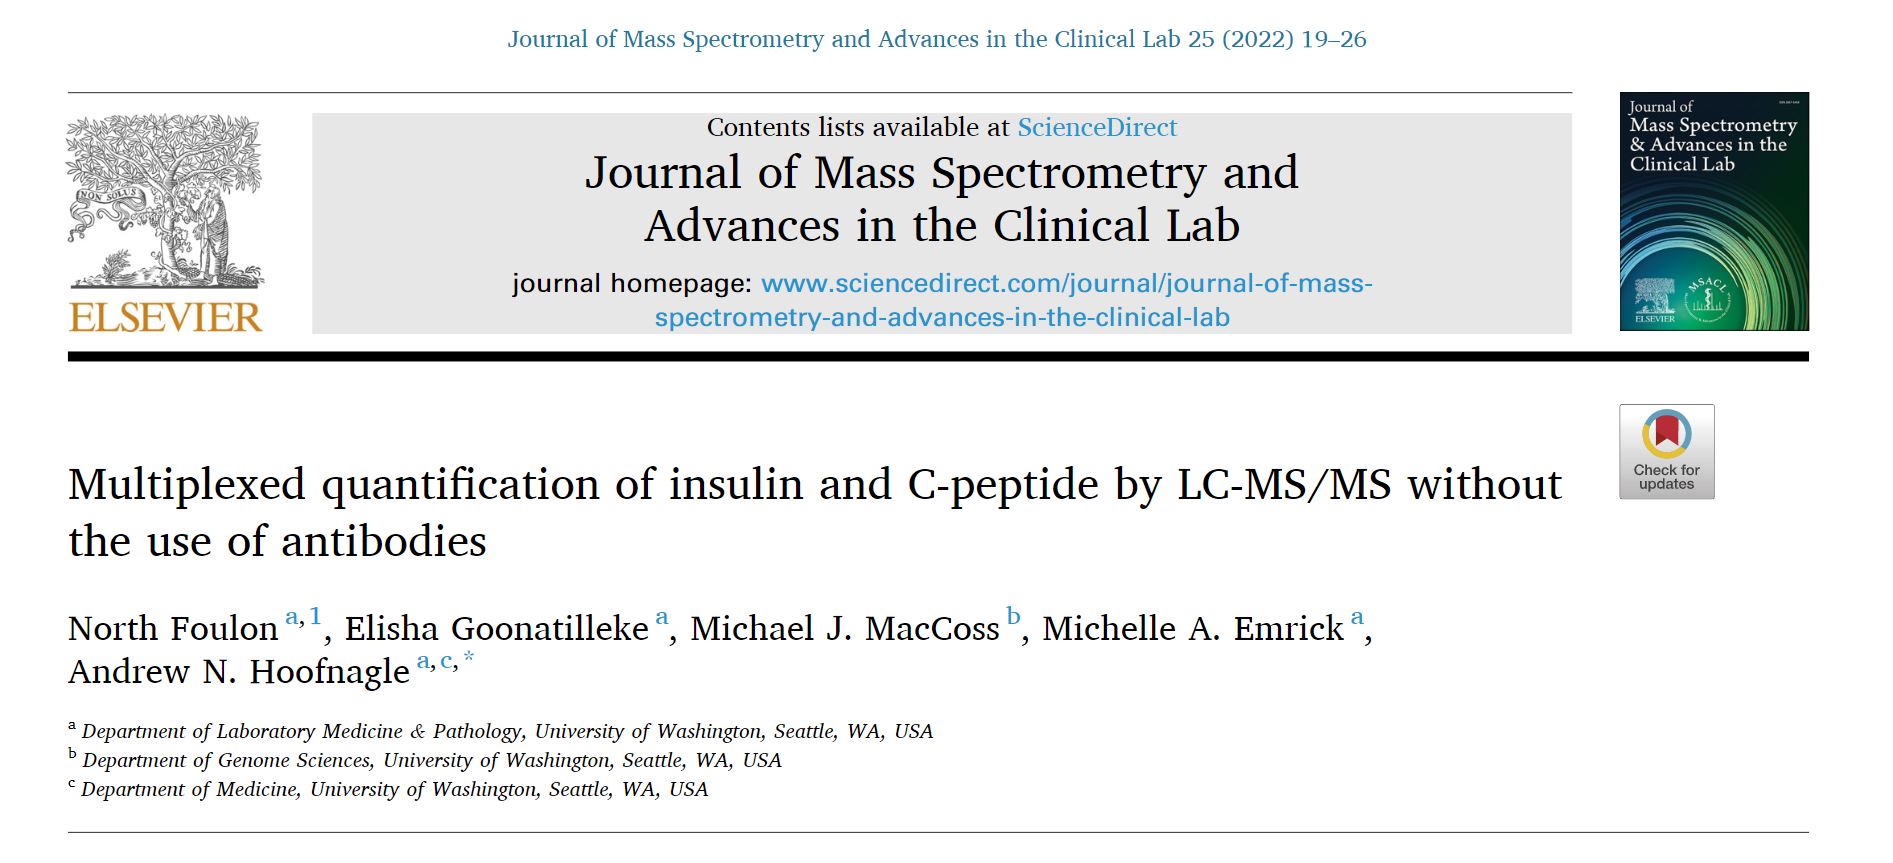 Journal of Mass Spectrometry and Advances in the Clinical Lab 25 (2022) 19–26
NON SOLUS
ELSEVIER
Contents lists available at ScienceDirect
Journal of Mass Spectrometry and
Advances in the Clinical Lab
journal homepage: www.sciencedirect.com/journal/journal-of-mass-
spectrometry-and-advances-in-the-clinical-lab
Journal of
Mass Spectrometry
& Advances in the
Clinical Lab
ELSEVIER
MSACL
Check for
updates
Multiplexed quantification of insulin and C-peptide by LC-MS/MS without
the use of antibodies
North Foulon a,1, Elisha Goonatilleke a, Michael J. MacCoss b, Michelle A. Emrick a,
Andrew N. Hoofnagle a,c,*
a Department of Laboratory Medicine & Pathology, University of Washington, Seattle, WA, USA
b Department of Genome Sciences, University of Washington, Seattle, WA, USA
c Department of Medicine, University of Washington, Seattle, WA, USA